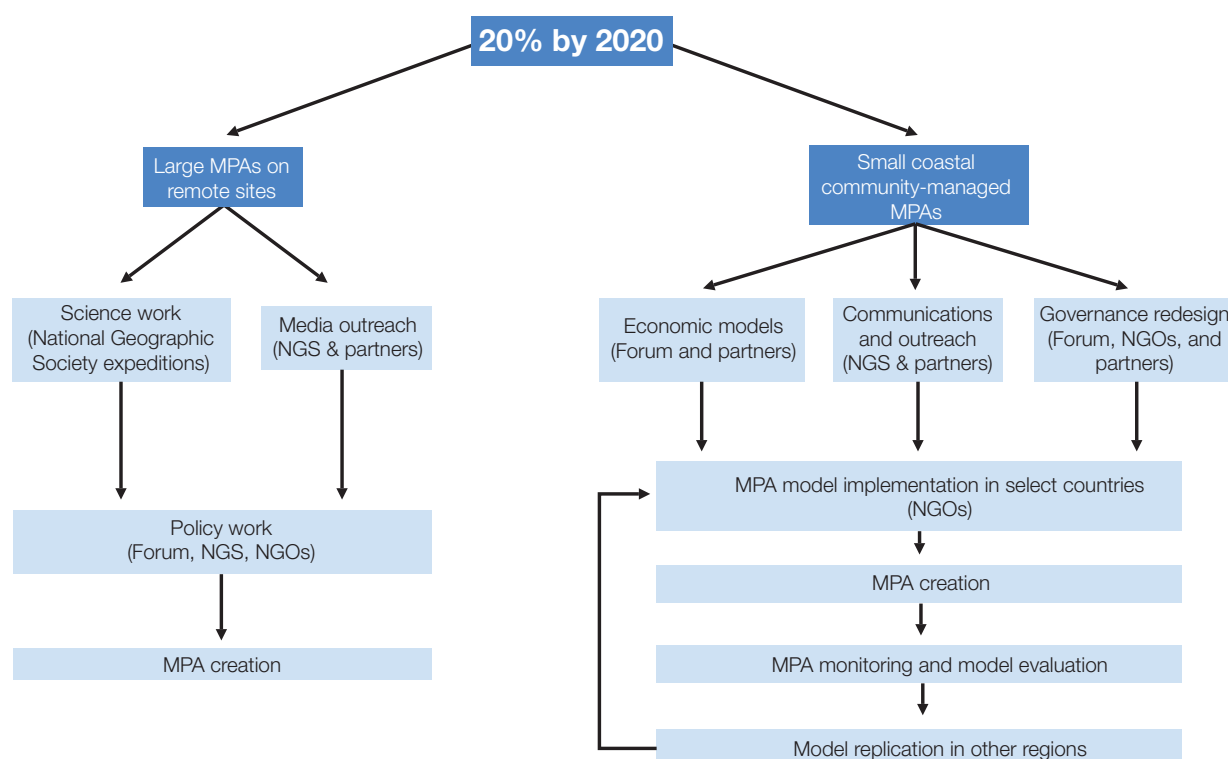 20% by 2020
Large MPAs on
remote sites
Small coastal
community-managed
MPAs
Science work
(National Geographic
Society expeditions)
Media outreach
(NGS & partners)
Economic models
(Forum and partners)
Communications
and outreach
(NGS & partners)
Governance redesign
(Forum, NGOs, and
partners)
Policy work
(Forum, NGS, NGOs)
MPA creation
MPA model implementation in select countries
(NGOs)
MPA creation
MPA monitoring and model evaluation
Model replication in other regions